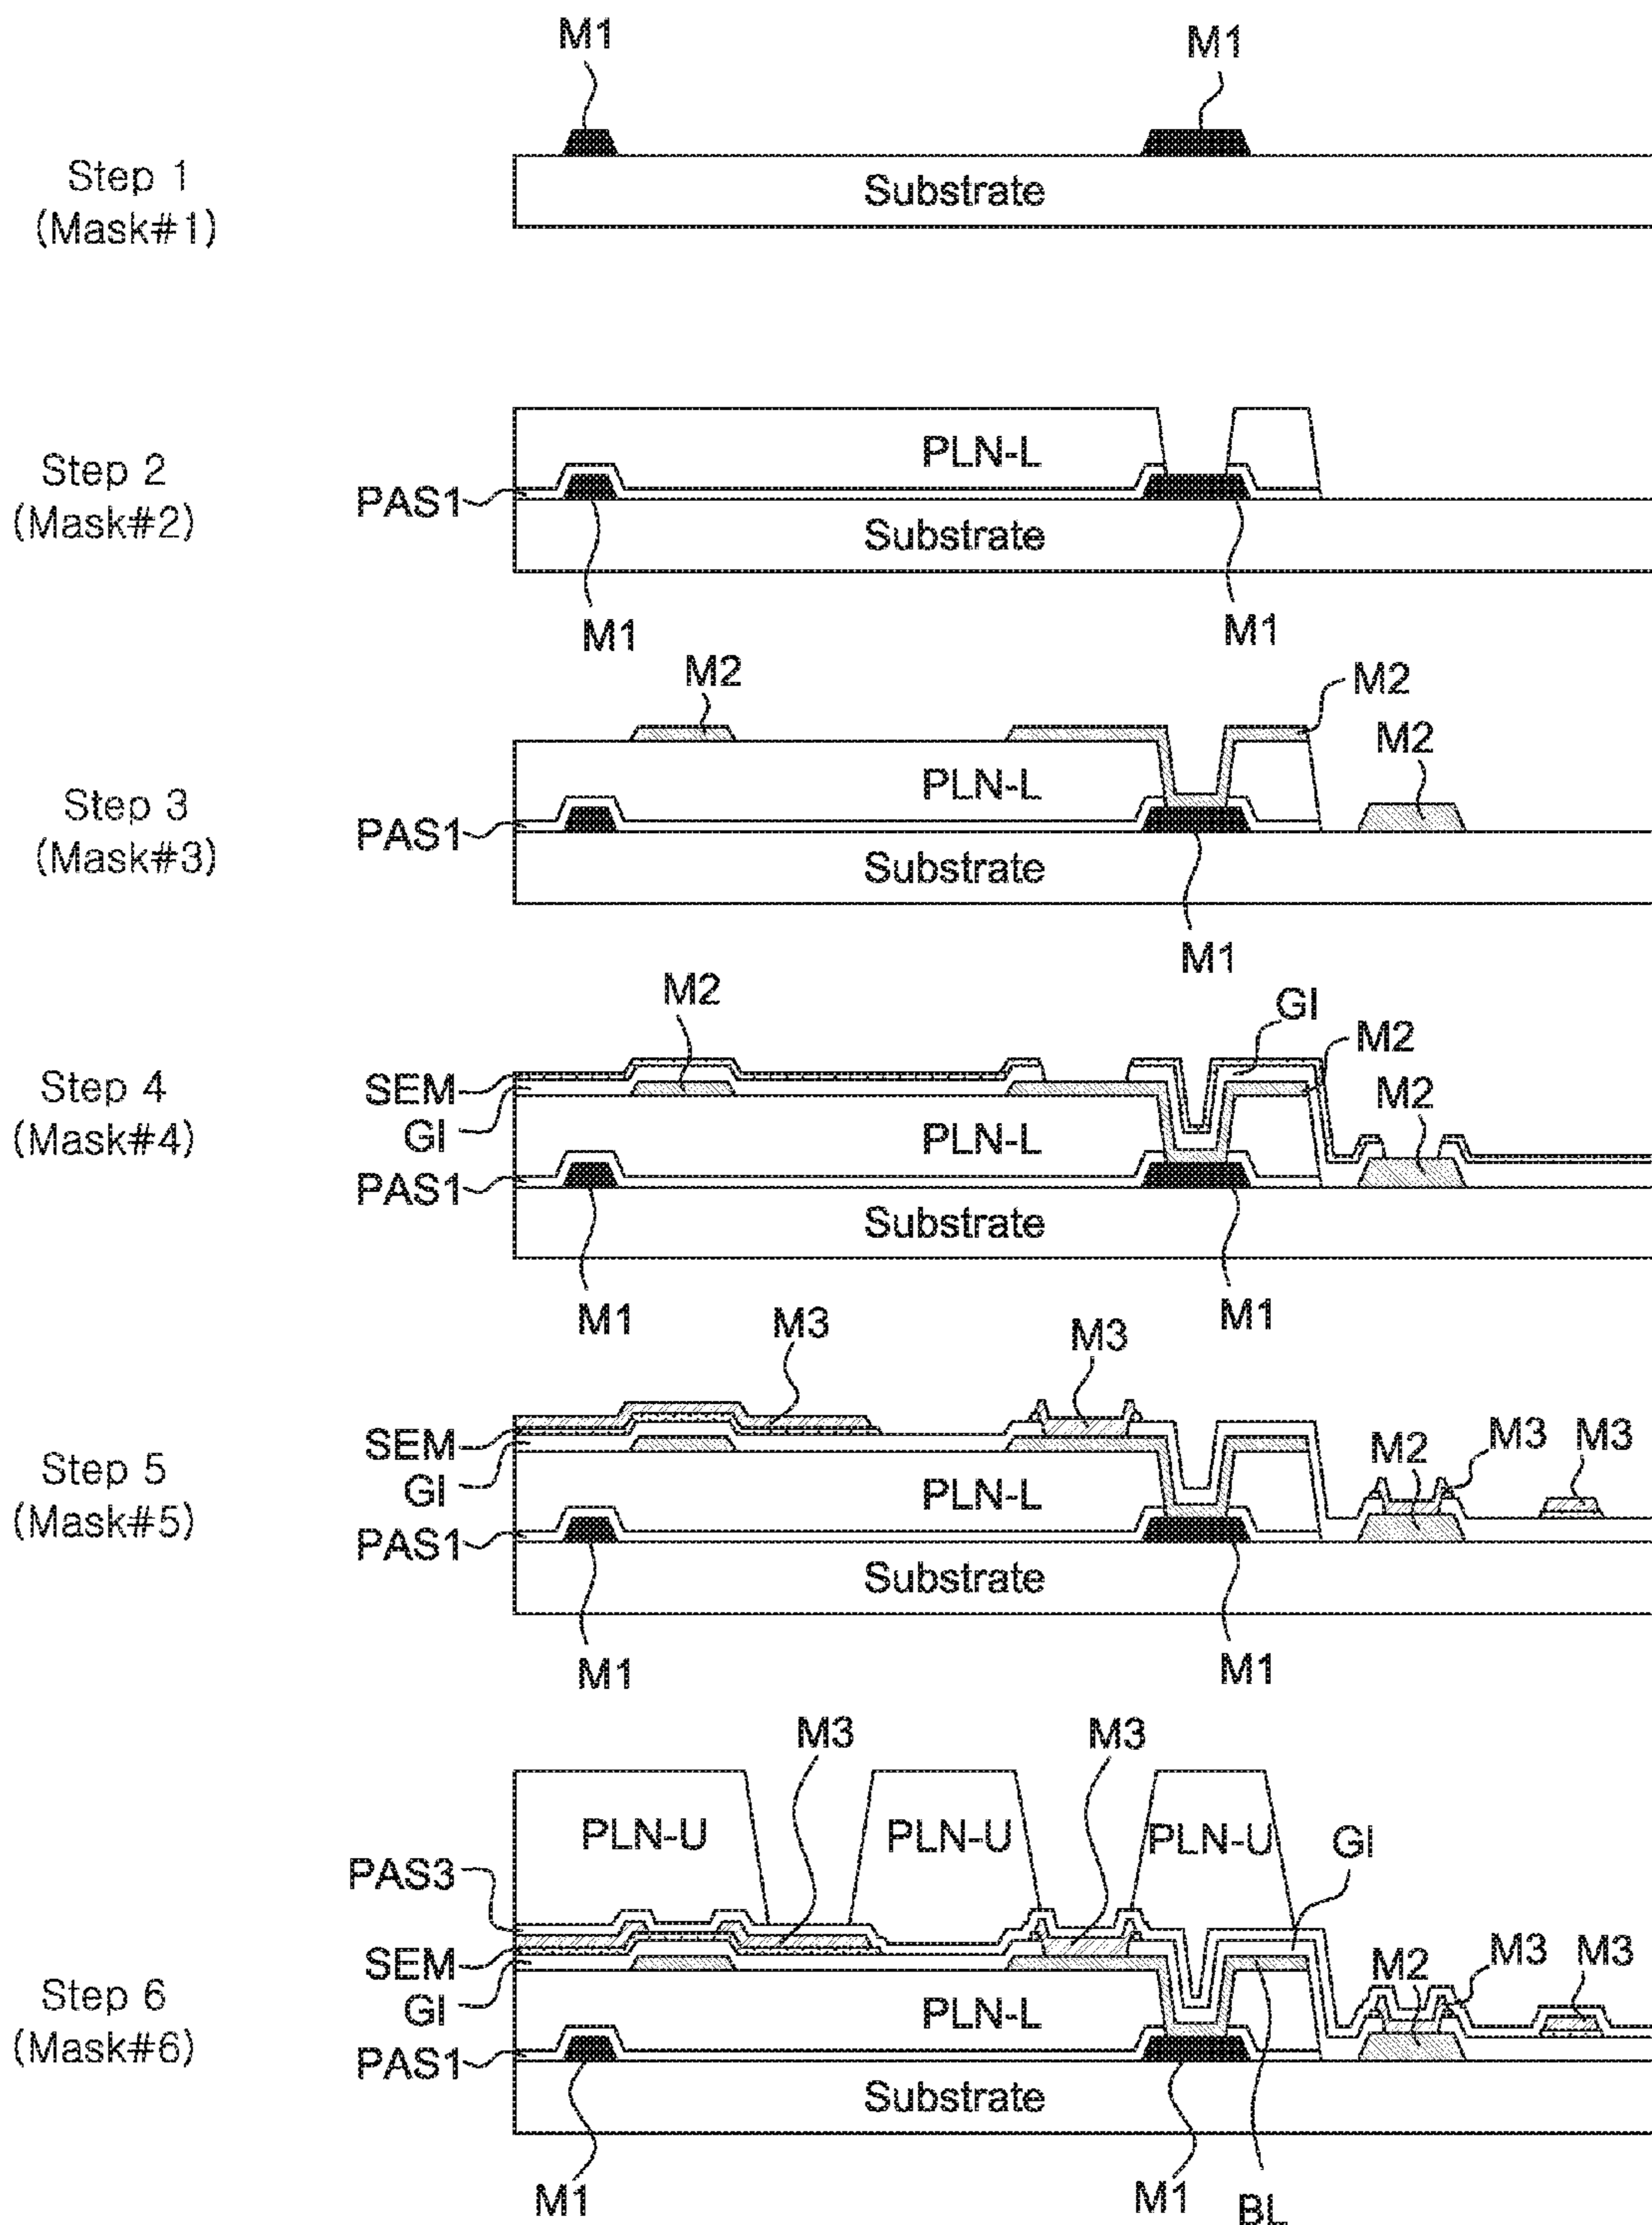 M1
M1
Step 1
(Mask#1)
Substrate
Step 2
(Mask#2)
PLN-L
PAS1
Substrate
M1
M1
M2
M2
M2
Step 3
(Mask#3)
PLN-L
PAS1
Substrate
M1
M2
GI
M2
M2
Step 4
(Mask#4)
SEM
GI
PLN-L
PAS1
Substrate
M1
M1
M3
M3
Step 5
(Mask#5)
SEM
GI
M2
M3
M3
PLN-L
PAS1
Substrate
M1
M1
M3
M3
PLN-U
PLN-U
PLN-U
GI
PAS3
Step 6
(Mask#6)
SEM
GI
M2
M3
M3
PLN-L
PAS1
Substrate
M1
M1
BL